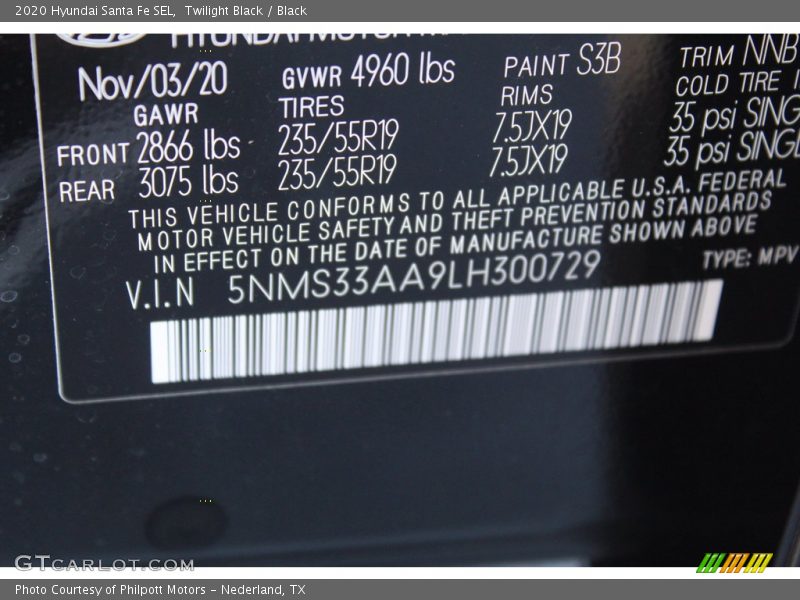 2020 Hyundai Santa Fe SEL, Twilight Black / Black
HYUNDAI MOTOR
Nov/03/20 GVWR 4960 lbs PAINT S3B TRIM NNB
GAWR TIRES RIMS COLD TIRE
FRONT 2866 lbs 235/55R19 7.5JX19 35 psi SINGL
REAR 3075 lbs 235/55R19 7.5JX19 35 psi SINGL
THIS VEHICLE CONFORMS TO ALL APPLICABLE U.S.A. FEDERAL
MOTOR VEHICLE SAFETY AND THEFT PREVENTION STANDARDS
IN EFFECT ON THE DATE OF MANUFACTURE SHOWN ABOVE
V.I.N 5NMS33AA9LH300729 TYPE: MPV
GTCARLOT.COM
Photo Courtesy of Philpott Motors - Nederland, TX